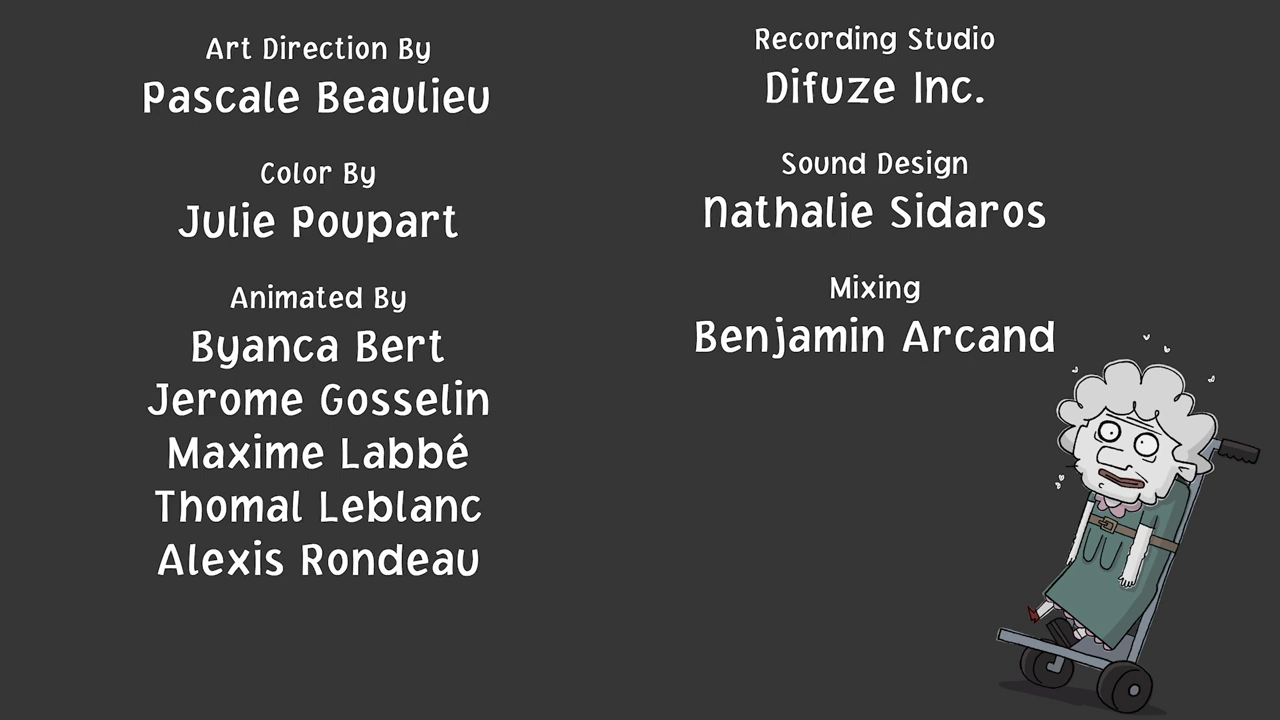 Art Direction By
Pascale Beaulieu
Color By
Julie Poupart
Animated By
Byanca Bert
Jerome Gosselin
Maxime Labbé
Thomal Leblanc
Alexis Rondeau
Recording Studio
Difuze Inc.
Sound Design
Nathalie Sidaros
Mixing
Benjamin Arcand